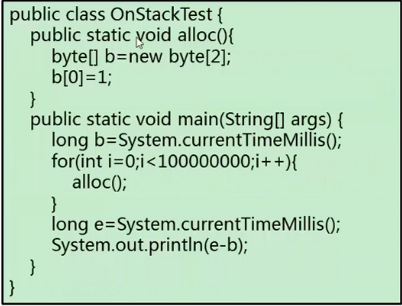 public class OnStackTest {
public static void alloc(){
byte[] b=new byte[2];
b[0]=1;
}
public static void main(String[] args) {
long b=System.currentTimeMillis();
for(int i=0;i<100000000;i++){
alloc();
}
long e=System.currentTimeMillis();
System.out.println(e-b);
}
}